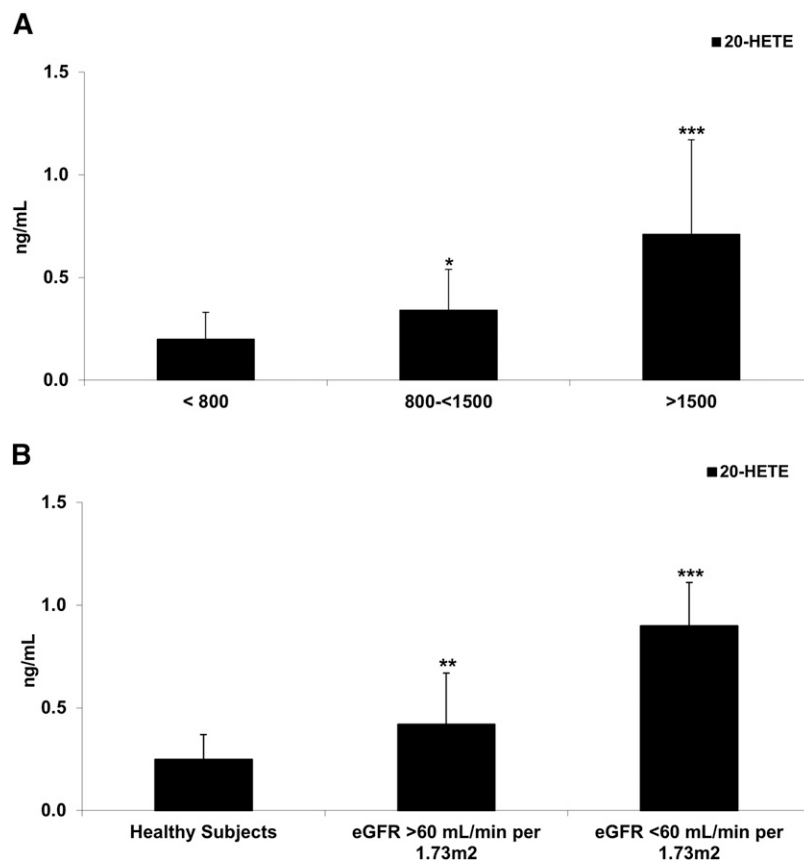 A
■ 20-HETE
1.5
***
1.0
ng/mL
*
0.5
0.0
< 800
800-<1500
>1500
B
■ 20-HETE
1.5
***
1.0
ng/mL
**
0.5
0.0
Healthy Subjects
eGFR >60 mL/min per
1.73m2
eGFR <60 mL/min per
1.73m2